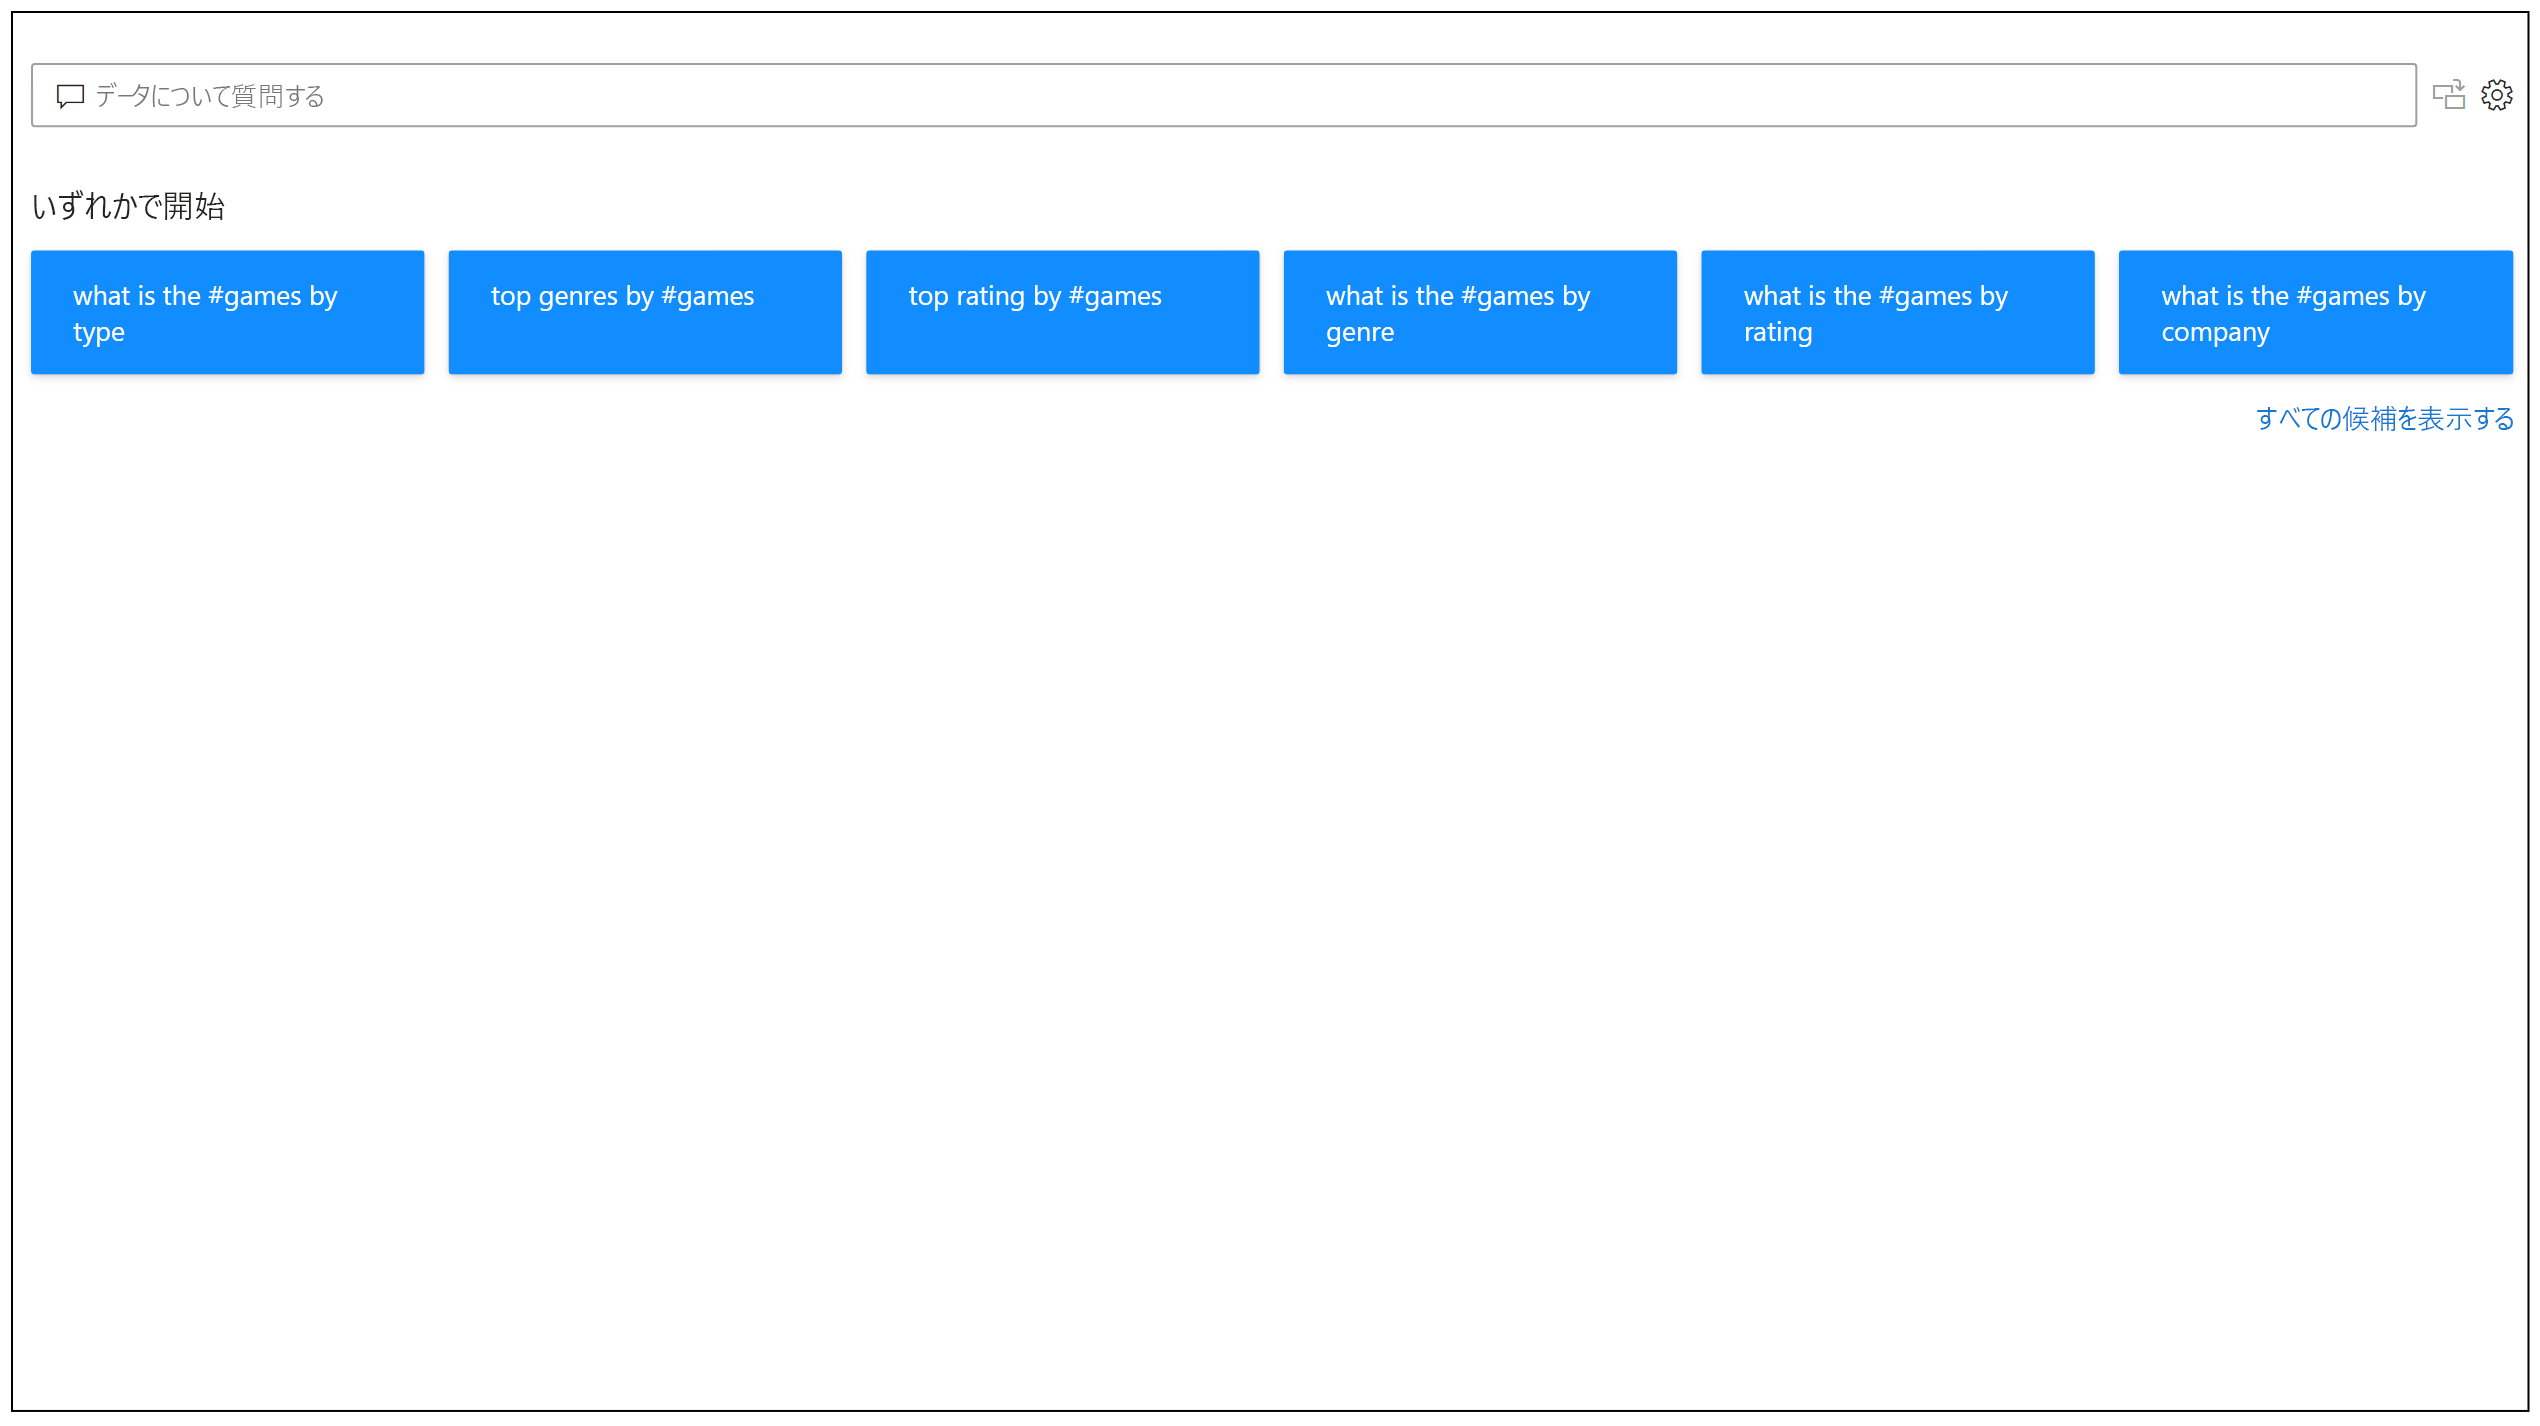 データについて質問する
いずれかで開始
what is the #games by
type
top genres by #games
top rating by #games
what is the #games by
genre
what is the #games by
rating
what is the #games by
company
すべての候補を表示する